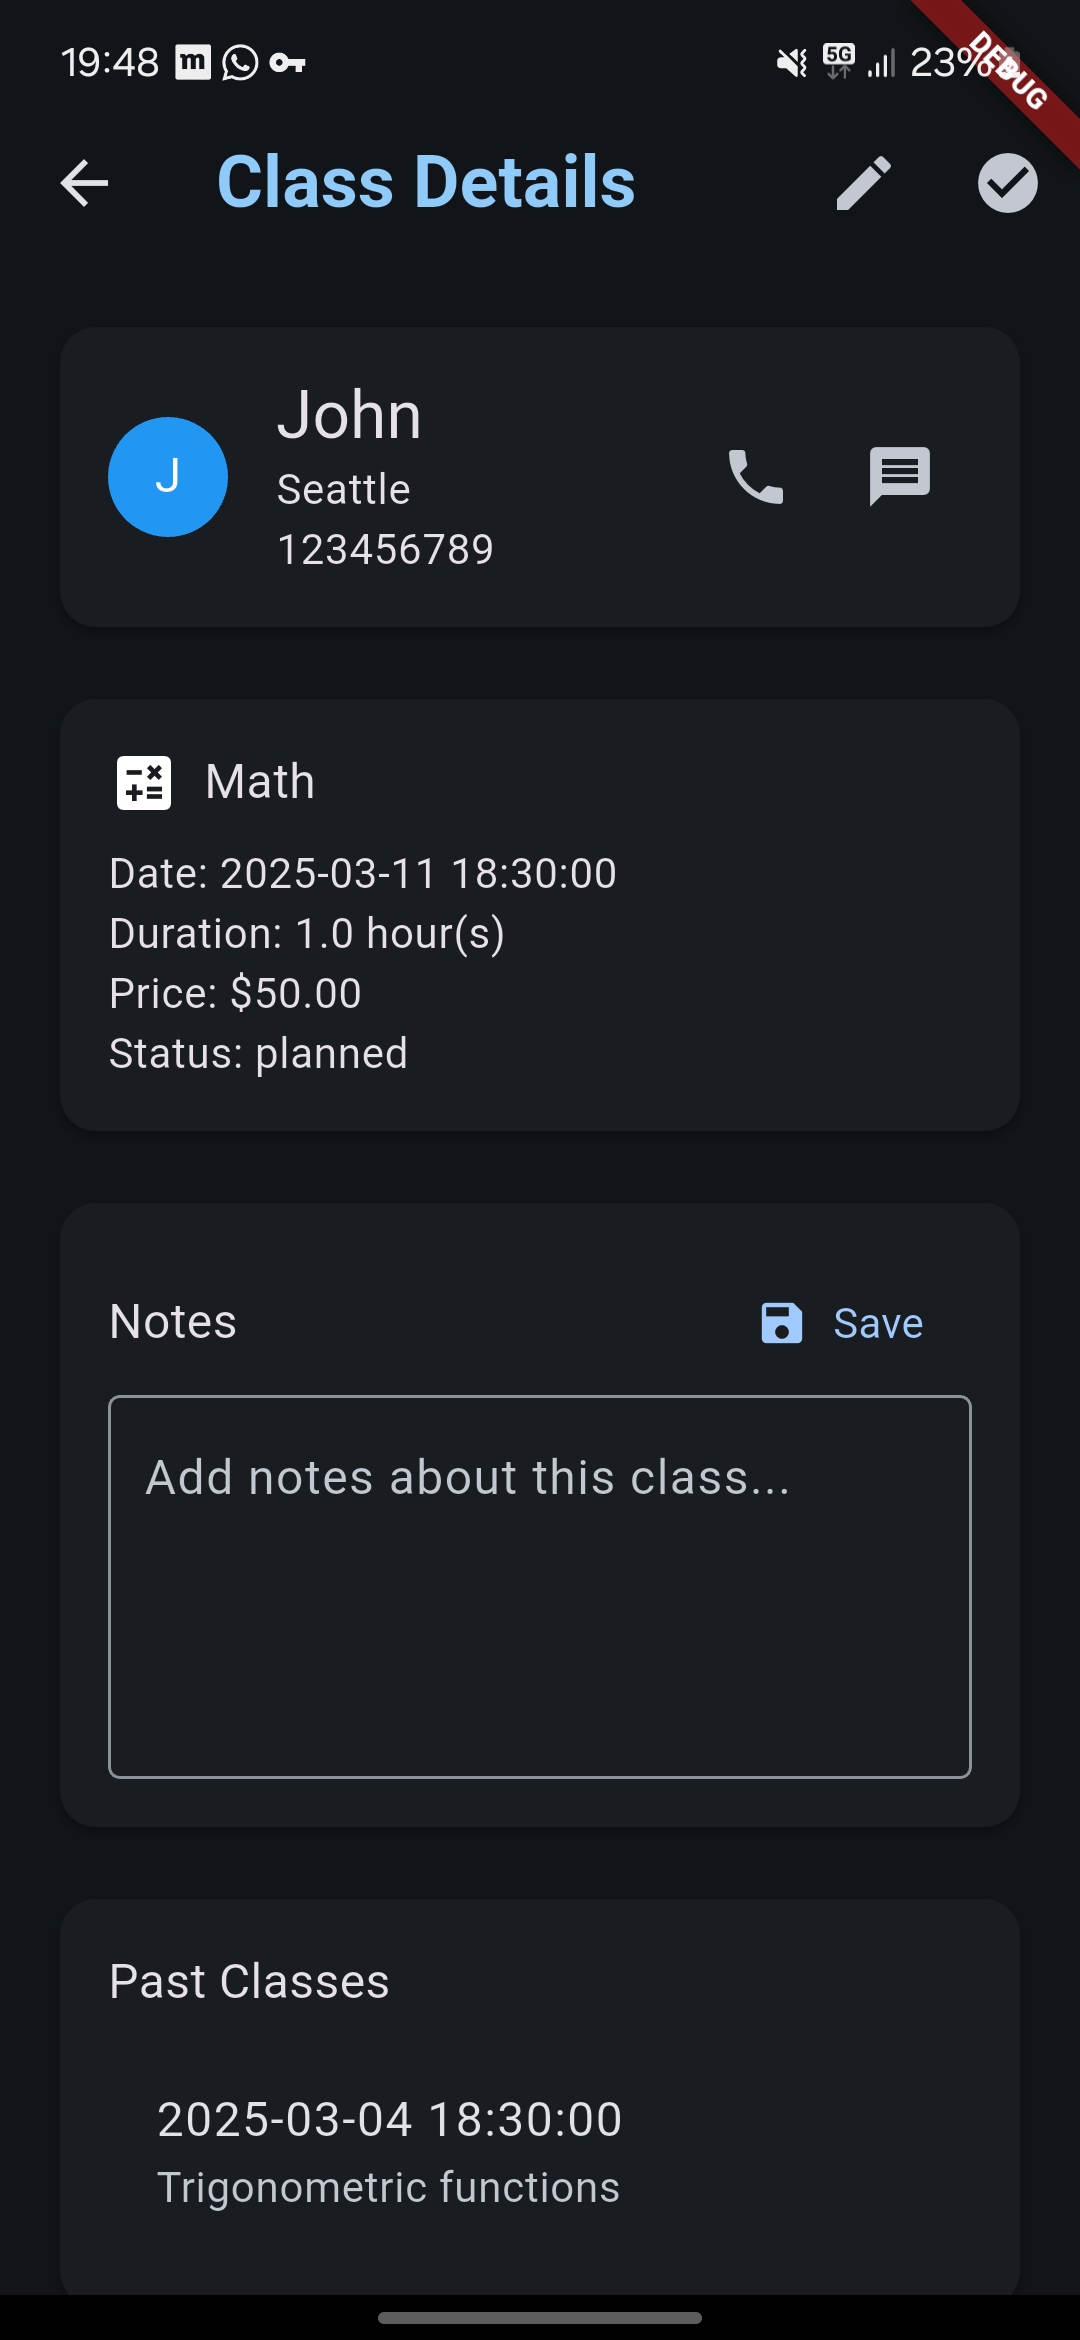 19:48 m 5G 23%
DEBUG
Class Details
J
John
Seattle
123456789
Math
Date: 2025-03-11 18:30:00
Duration: 1.0 hour(s)
Price: $50.00
Status: planned
Notes
Save
Add notes about this class...
Past Classes
2025-03-04 18:30:00
Trigonometric functions